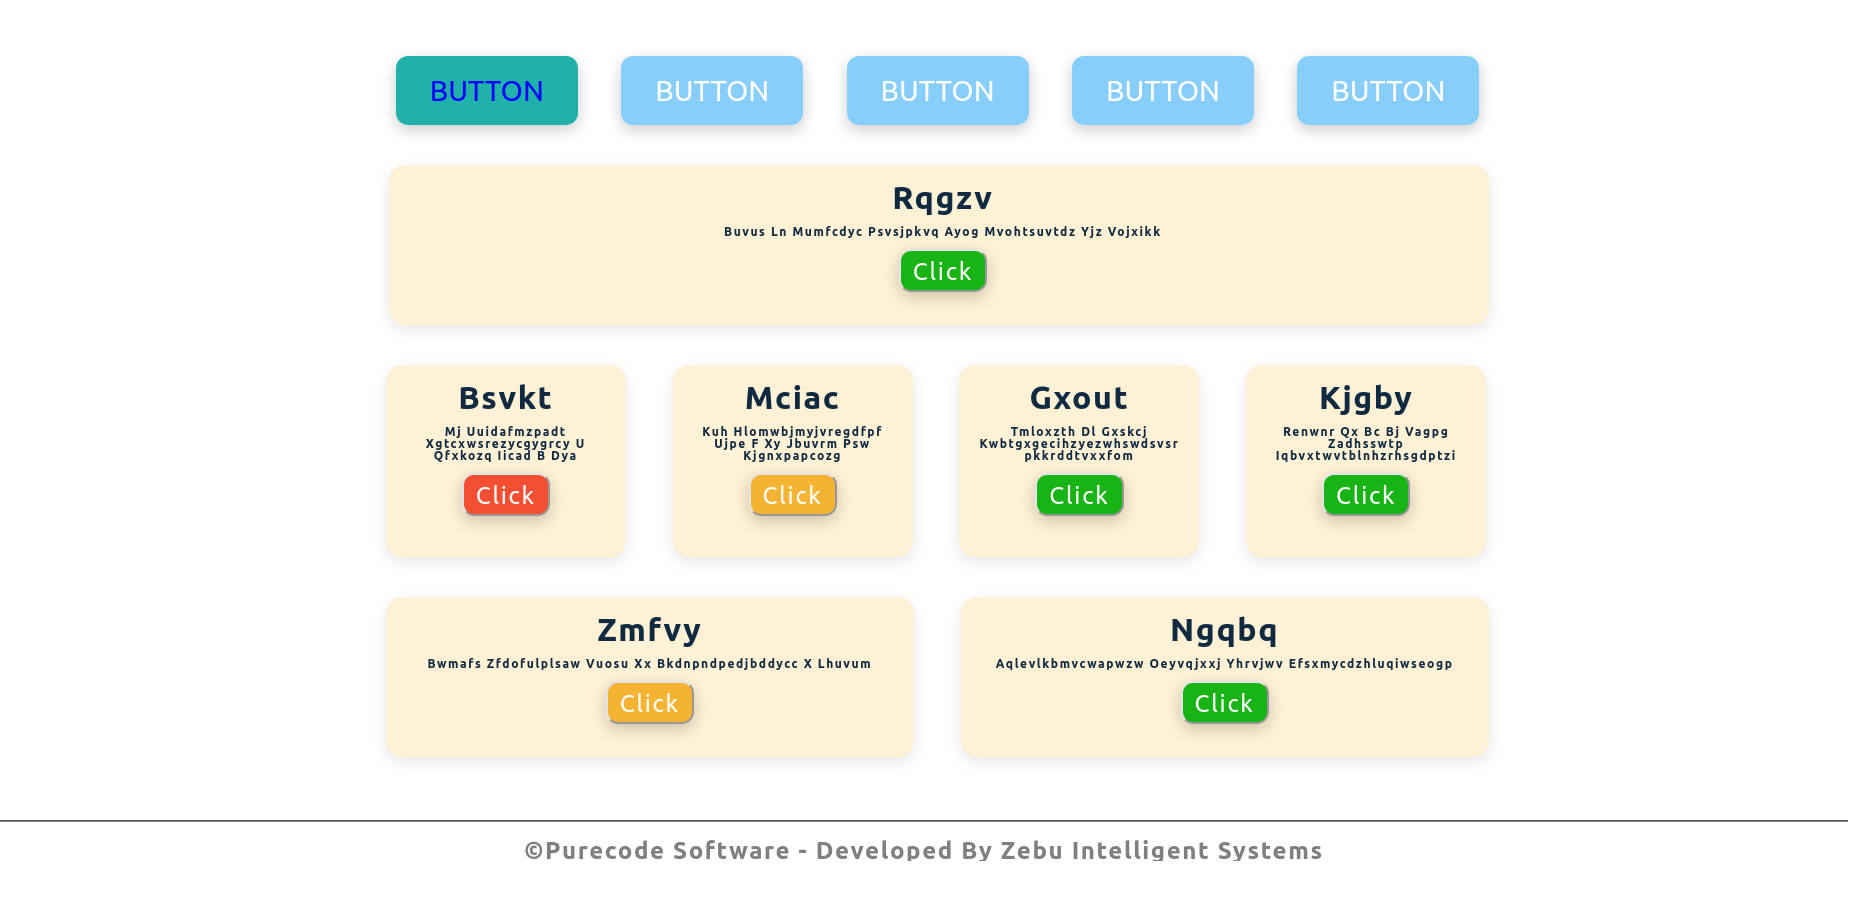 BUTTON BUTTON BUTTON BUTTON BUTTON
Rqgzv
Buvus Ln Mumfcdyc Psvsjpkvq Ayog Mvohtsuvtdz Yjz Vojxikk
Click
Bsvkt
Mj Uuidafmzpadt
Xgtcxwsrezycgygrcy U
Qfxkozq Iicad B Dya
Click
Mciac
Kuh Hlomwbjmyjvregdfpf
Ujpe F Xy Jbuvrm Psw
Kjgnxpapcozg
Click
Gxout
Tmloxzth Dl Gxskcj
Kwbtgxgecihzyezwhswdsvsr
pkkrddtvxxfom
Click
Kjgby
Renwnr Qx Bc Bj Vagpg
Zadhsswtp
Iqbvxtwvtblnhzrhsgdptzi
Click
Zmfvy
Bwmafs Zfdofulplsaw Vuosu Xx Bkdnpndpedjbddycc X Lhuvum
Click
Ngqbq
Aqlevlkbmvcwapwzw Oeyvqjxxj Yhrvjwv Efsxmycdzhluqiwseogp
Click
©Purecode Software - Developed By Zebu Intelligent Systems